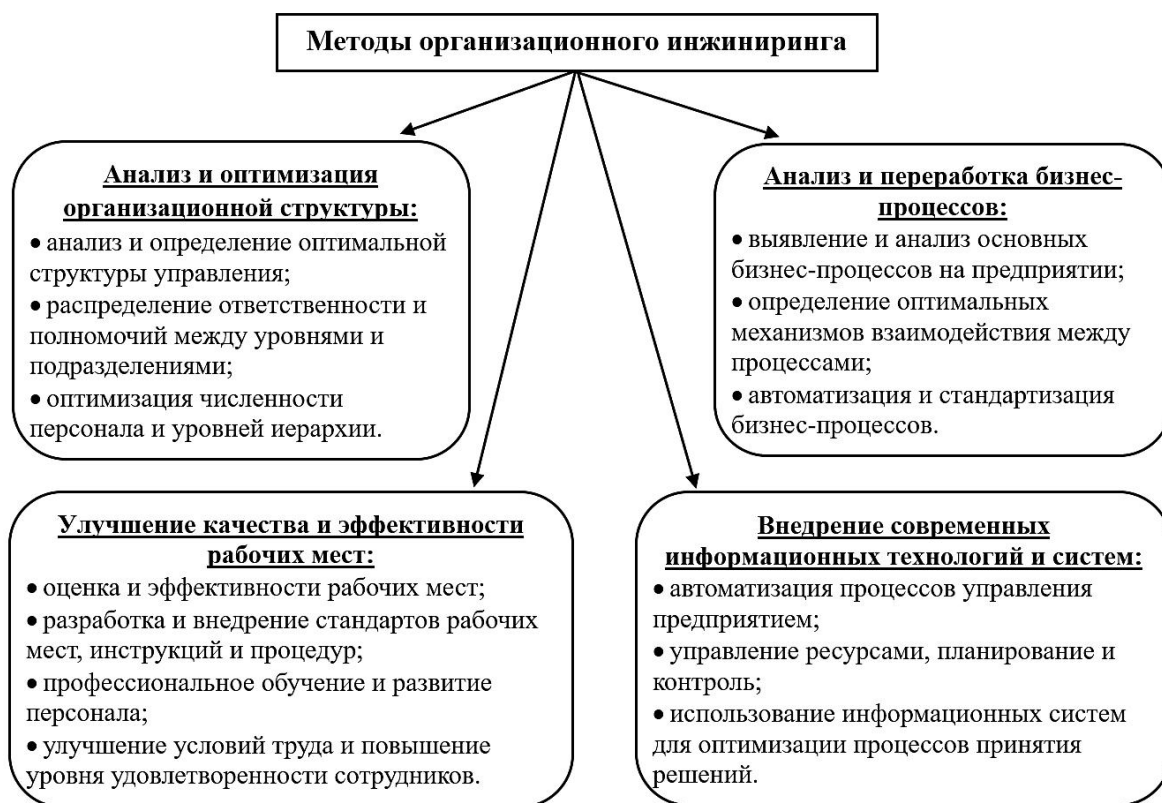 Методы организационного инжиниринга
Анализ и оптимизация
организационной структуры:
• анализ и определение оптимальной
структуры управления;
• распределение ответственности и
полномочий между уровнями и
подразделениями;
• оптимизация численности
персонала и уровней иерархии.
Анализ и переработка бизнес-
процессов:
• выявление и анализ основных
бизнес-процессов на предприятии;
• определение оптимальных
механизмов взаимодействия между
процессами;
• автоматизация и стандартизация
бизнес-процессов.
Улучшение качества и эффективности
рабочих мест:
• оценка и эффективности рабочих мест;
• разработка и внедрение стандартов рабочих
мест, инструкций и процедур;
• профессиональное обучение и развитие
персонала;
• улучшение условий труда и повышение
уровня удовлетворенности сотрудников.
Внедрение современных
информационных технологий и систем:
• автоматизация процессов управления
предприятием;
• управление ресурсами, планирование и
контроль;
• использование информационных систем
для оптимизации процессов принятия
решений.